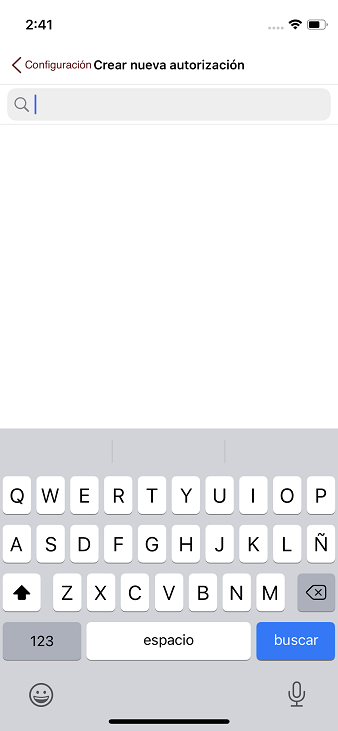 2:41
Configuración Crear nueva autorización
Q W E R T Y U I O P
A S D F G H J K L Ñ
Z X C V B N M
123 espacio buscar